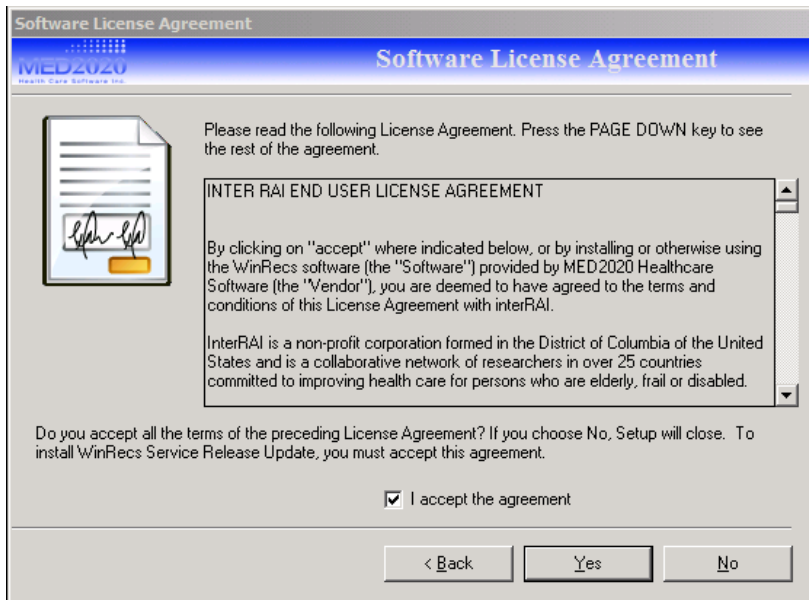 Software License Agreement
MED2020
Health Care Software Inc.
Software License Agreement
Please read the following License Agreement. Press the PAGE DOWN key to see
the rest of the agreement.
INTER RAI END USER LICENSE AGREEMENT
By clicking on "accept" where indicated below, or by installing or otherwise using
the WinRecs software (the "Software") provided by MED2020 Healthcare
Software (the "Vendor"), you are deemed to have agreed to the terms and
conditions of this License Agreement with interRAI.
InterRAI is a non-profit corporation formed in the District of Columbia of the United
States and is a collaborative network of researchers in over 25 countries
committed to improving health care for persons who are elderly, frail or disabled.
Do you accept all the terms of the preceding License Agreement? If you choose No, Setup will close. To
install WinRecs Service Release Update, you must accept this agreement.
I accept the agreement
< Back
Yes
No